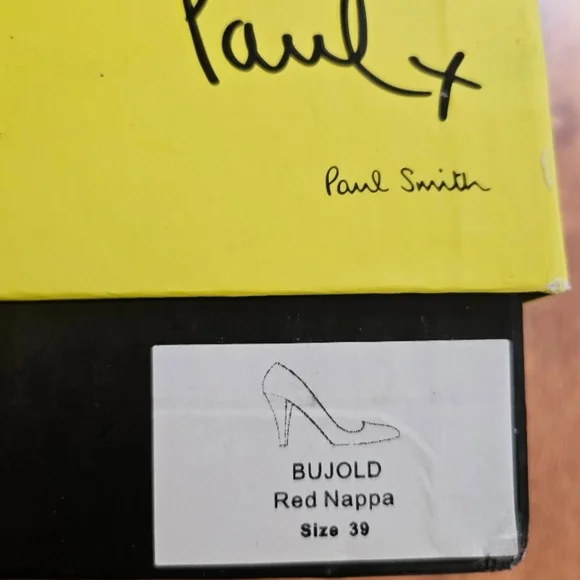 Paul x
Paul Smith
BUJOLD
Red Nappa
Size 39